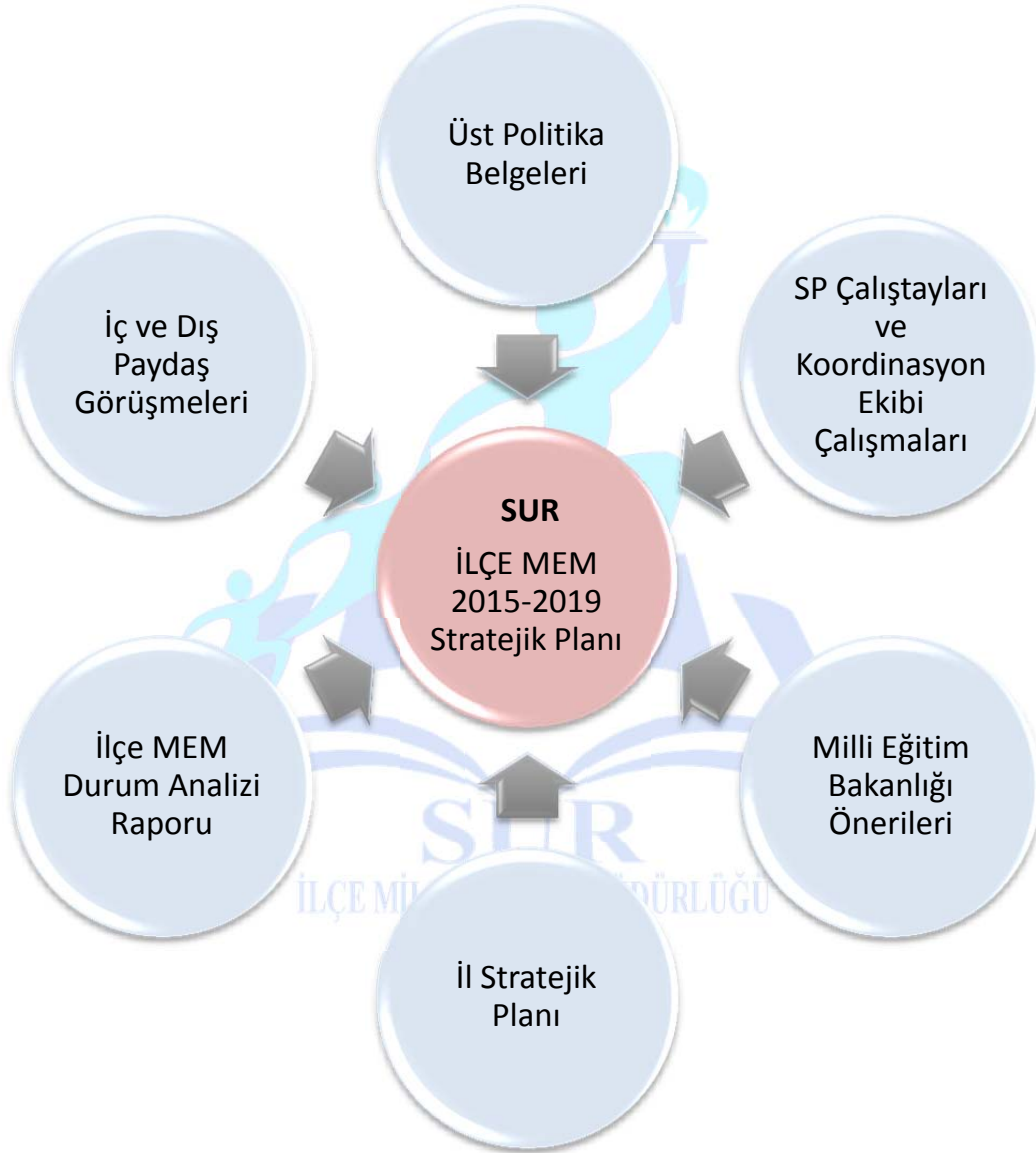 Üst Politika
Belgeleri
SP Çalıştayları
ve
Koordinasyon
Ekibi
Çalışmaları
İç ve Dış
Paydaş
Görüşmeleri
SUR
İLÇE MEM
2015-2019
Stratejik Planı
İlçe MEM
Durum Analizi
Raporu
Milli Eğitim
Bakanlığı
Önerileri
SUR
İLÇE
İl Stratejik
Planı